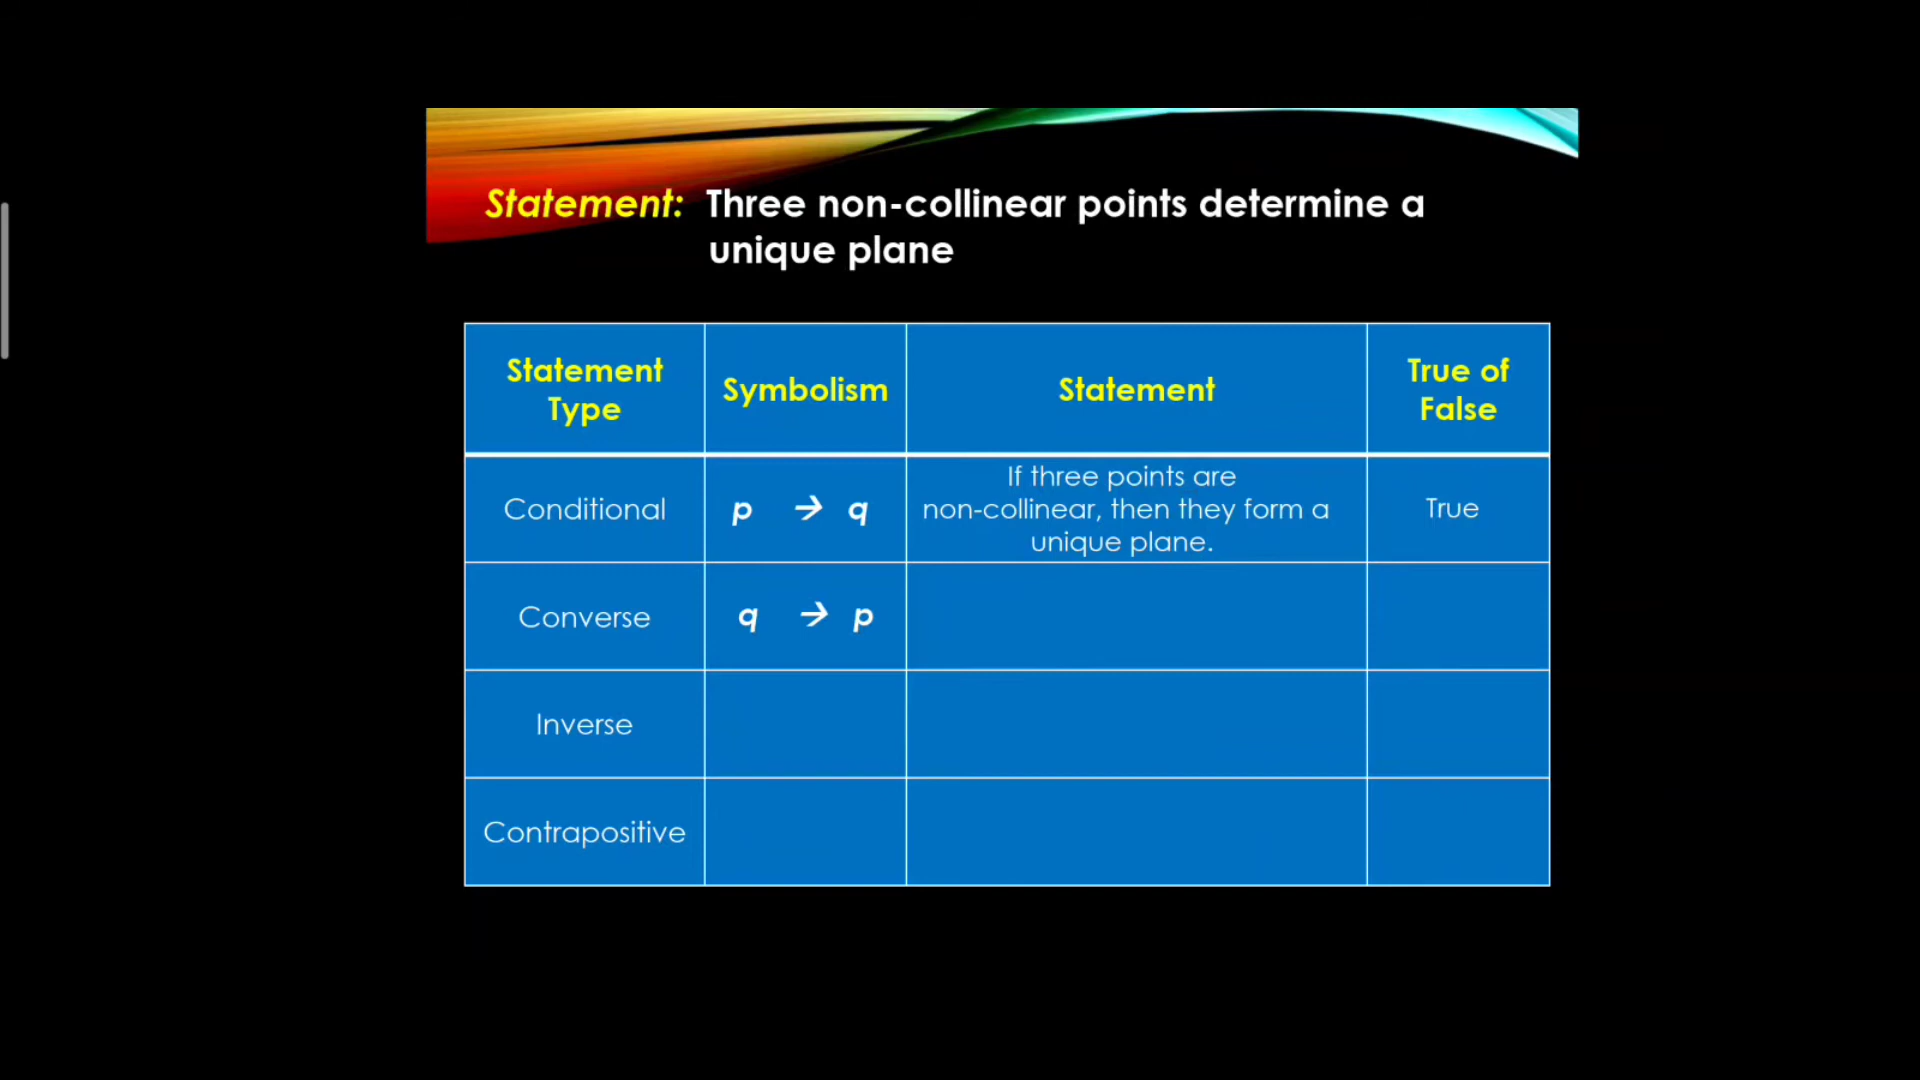 Statement: Three non-collinear points determine a
unique plane
Statement
Type
Symbolism
Statement
True of
False
Conditional
p → q
If three points are
non-collinear, then they form a
unique plane.
True
Converse
q → p
Inverse
Contrapositive